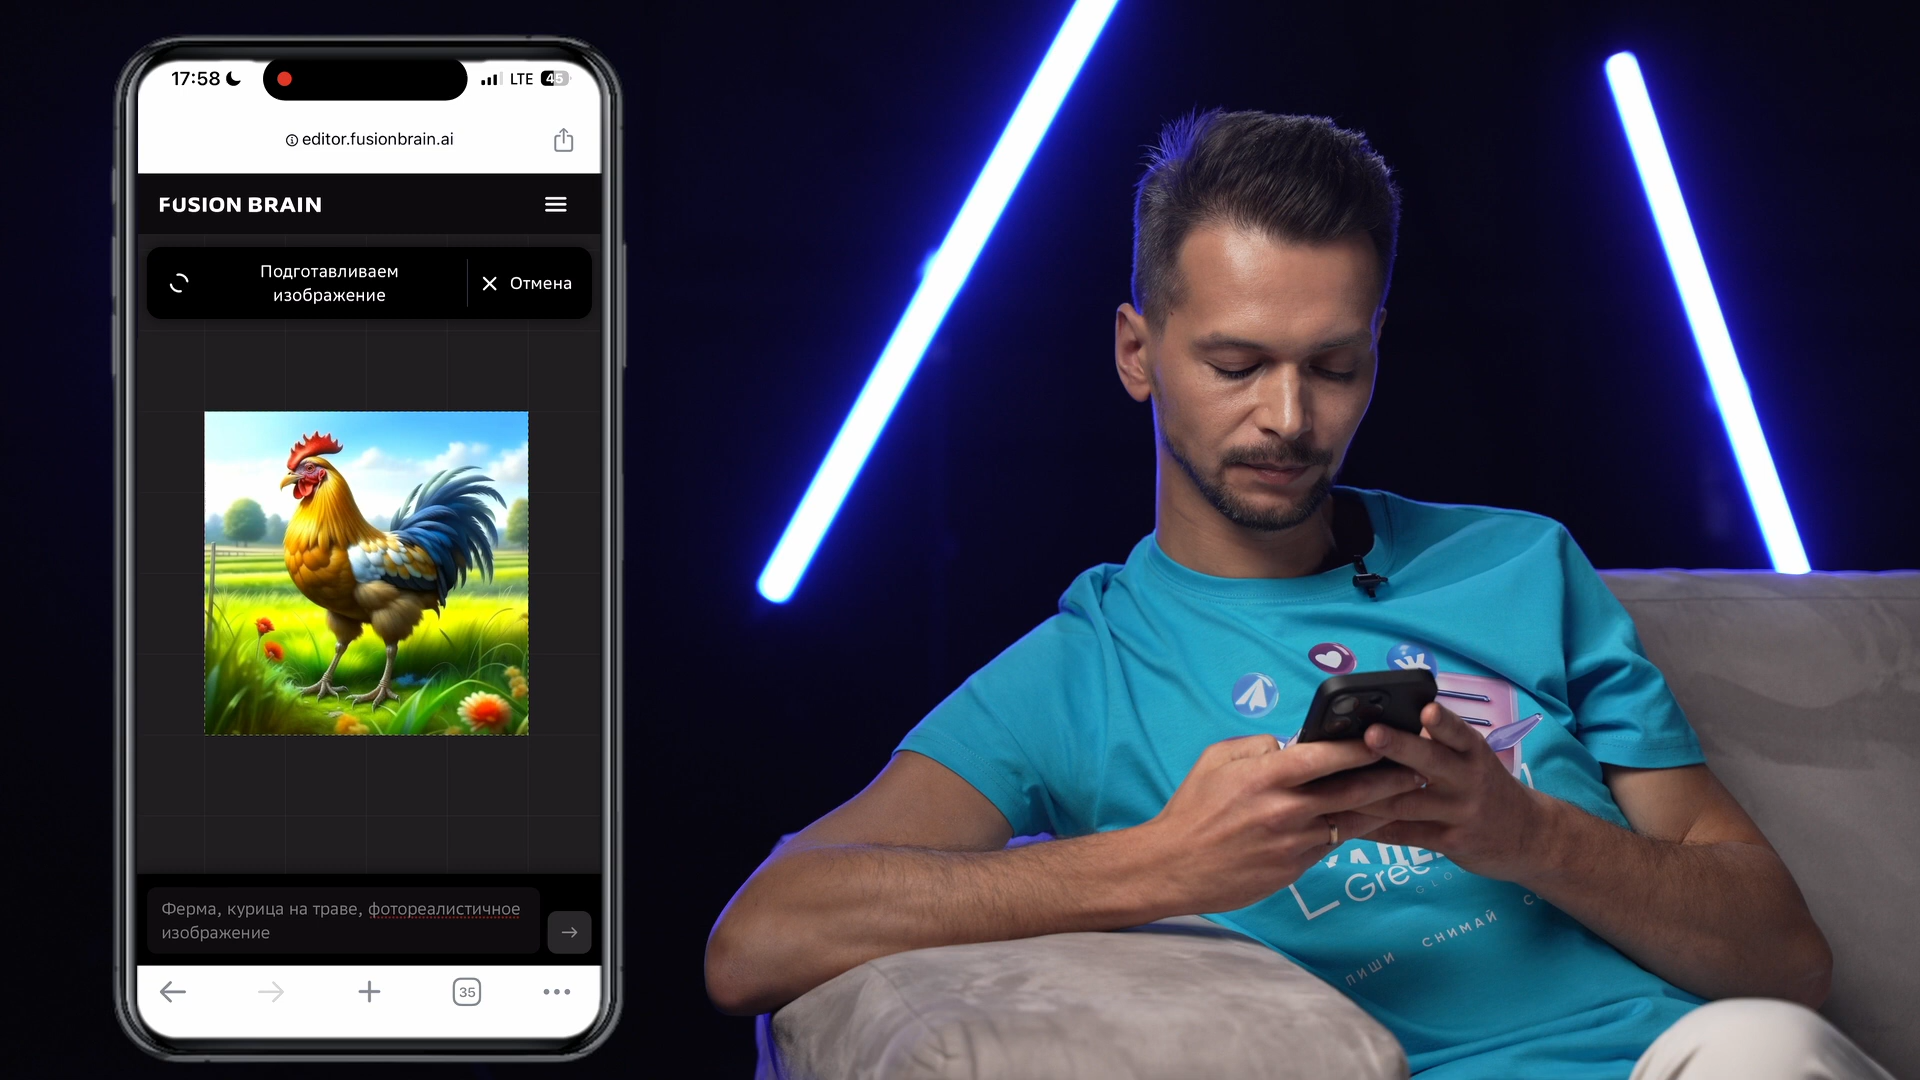 17:58
LTE 45
editor.fusionbrain.ai
FUSION BRAIN
Подготавливаем
изображение
Отмена
Ферма, курица на траве, фотореалистичное
изображение
35
Gree
ПИШИ СНИМАЙ